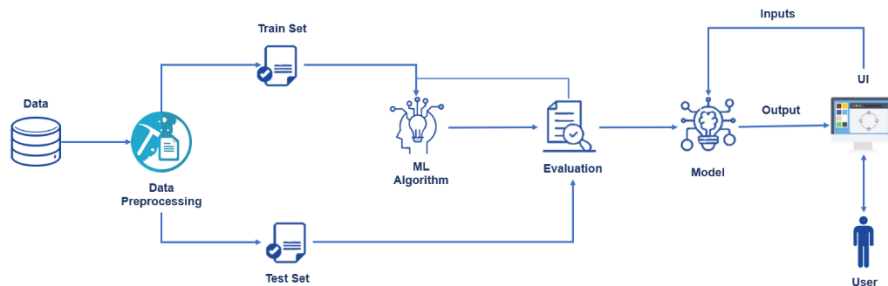 Inputs
Train Set
UI
Data
Output
ML
Algorithm
Evaluation
Model
Data
Preprocessing
Test Set
User